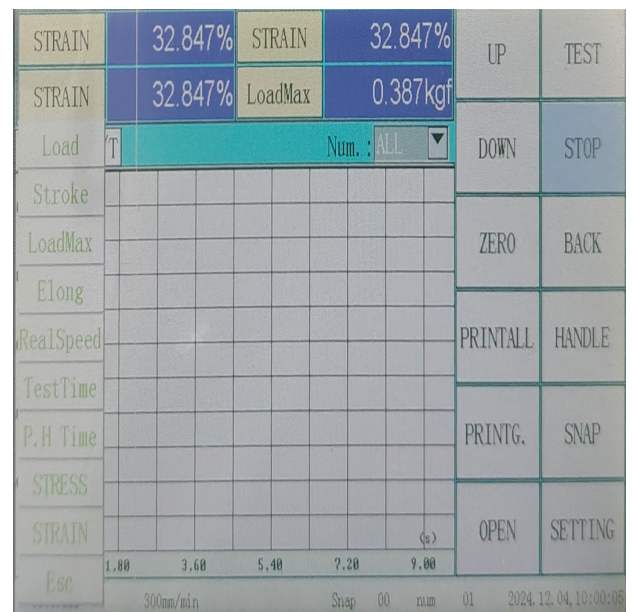 STRAIN 32.847% STRAIN 32.847% UP TEST
STRAIN 32.847% LoadMax 0.387kgf
Load T Num. : ALL DOWN STOP
Stroke
LoadMax ZERO BACK
Elong
RealSpeed PRINTALL HANDLE
TestTime
P.H Time PRINTG. SNAP
STRESS
STRAIN (s) OPEN SETTING
1.80 3.60 5.40 7.20 9.00
Esc
300mm/min Snap 00 num 01 2024.12.04,10:00:05